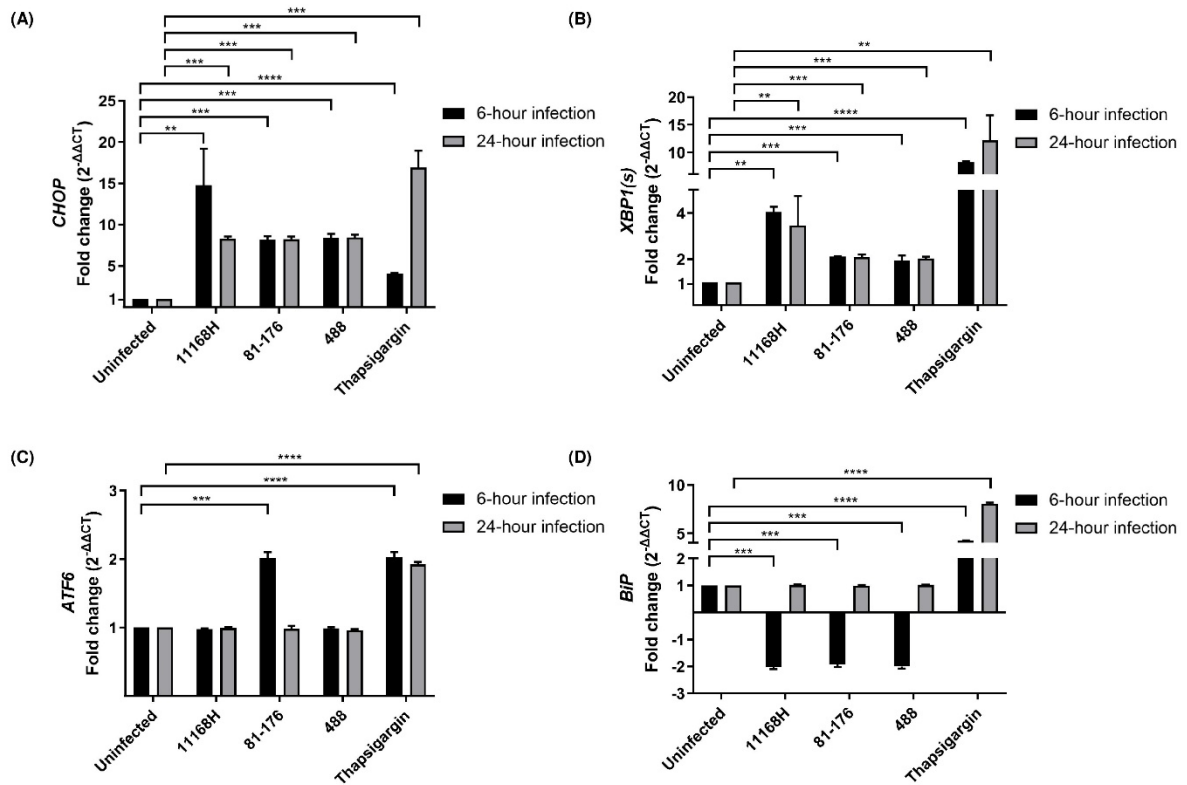 (A)
***
***
***
***
****
***
***
**
25
20
15
10
5
1
CHOP
Fold change (2-ΔΔCT)
6-hour infection
24-hour infection
Uninfected
11168H
81-176
488
Thapsigargin
(B)
**
***
***
**
****
***
***
**
20
15
10
4
2
1
XBP1(s)
Fold change (2-ΔΔCT)
6-hour infection
24-hour infection
Uninfected
11168H
81-176
488
Thapsigargin
(C)
****
****
***
3
2
1
ATF6
Fold change (2-ΔΔCT)
6-hour infection
24-hour infection
Uninfected
11168H
81-176
488
Thapsigargin
(D)
****
****
***
***
***
10
5
2
1
-1
-2
-3
BiP
Fold change (2-ΔΔCT)
6-hour infection
24-hour infection
Uninfected
11168H
81-176
488
Thapsigargin